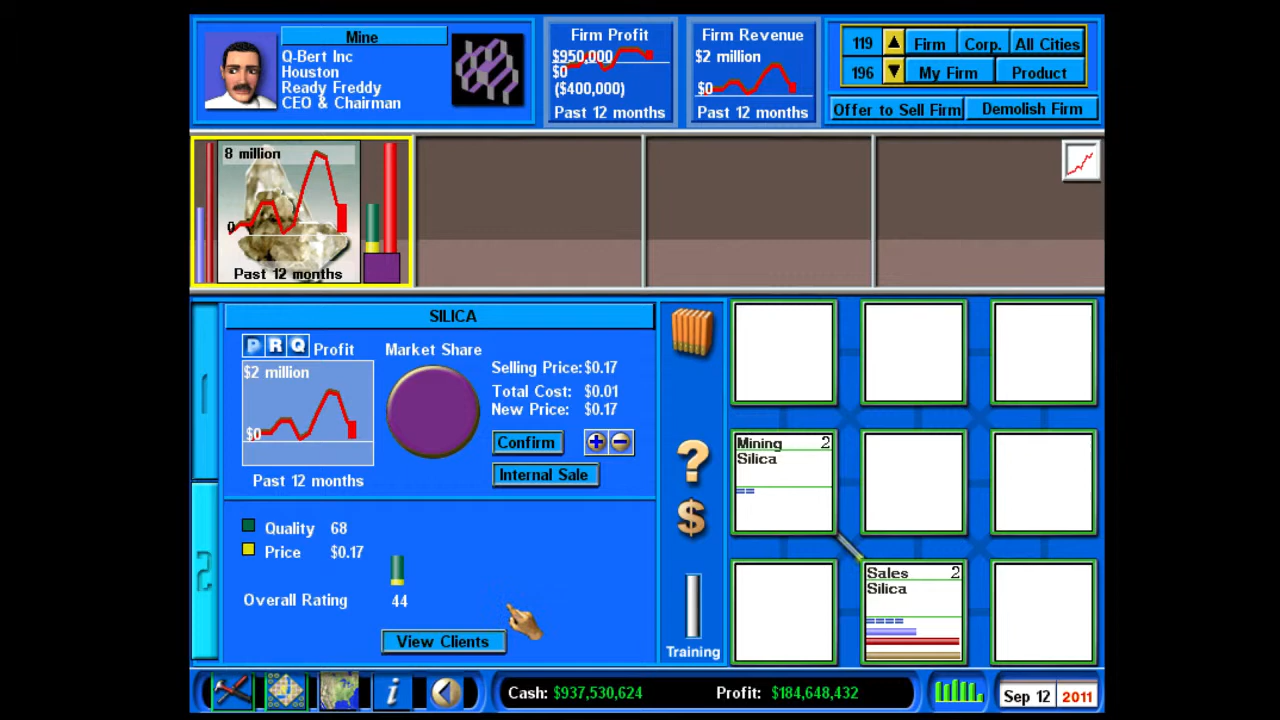 Mine
Q-Bert Inc
Houston
Ready Freddy
CEO & Chairman
Firm Profit
$950,000
$0
($400,000)
Past 12 months
Firm Revenue
$2 million
$0
Past 12 months
119 Firm Corp. All Cities
196 My Firm Product
Offer to Sell Firm Demolish Firm
8 million
0
Past 12 months
SILICA
P R Q Profit
$2 million
$0
Past 12 months
Market Share
Selling Price: $0.17
Total Cost: $0.01
New Price: $0.17
Confirm + -
Internal Sale
1
2
Quality 68
Price $0.17
Overall Rating 44
View Clients
?
$
Training
Mining 2
Silica
Sales 2
Silica
i
Cash: $937,530,624 Profit: $184,648,432
Sep 12 2011